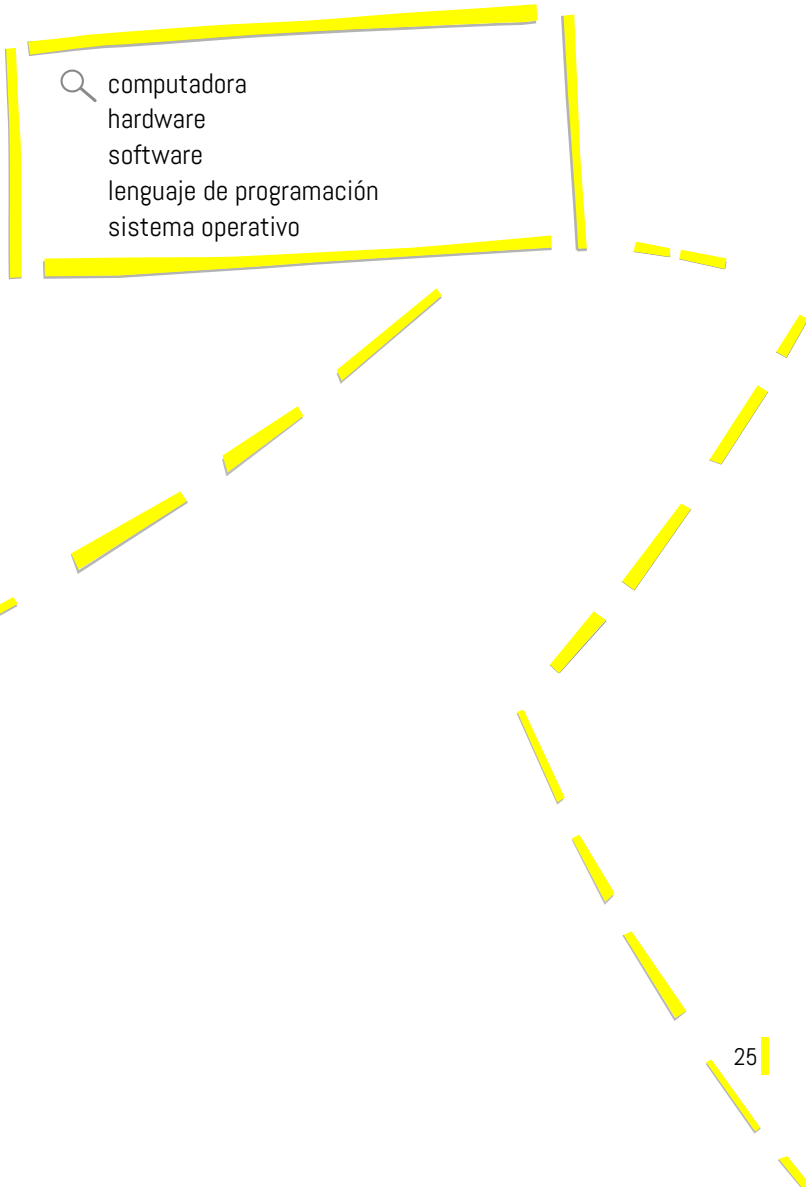 computadora
hardware
software
lenguaje de programación
sistema operativo
25